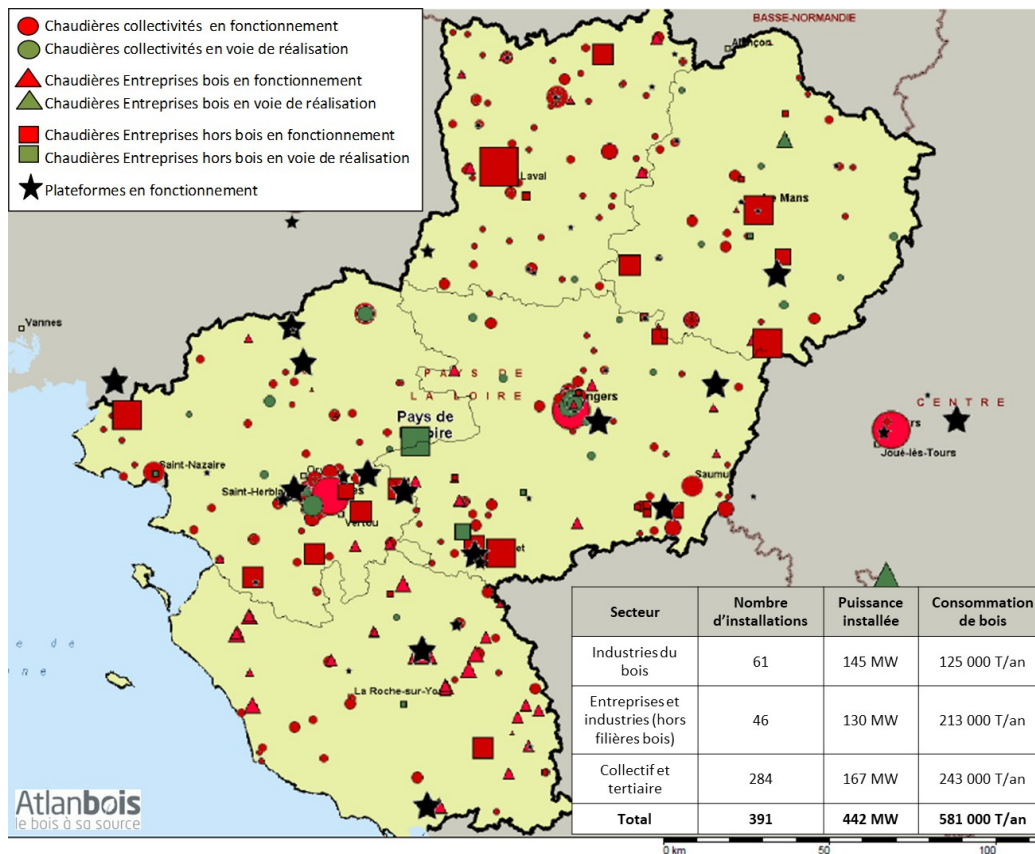 Chaudières collectivités en fonctionnement
Chaudières collectivités en voie de réalisation
Chaudières Entreprises bois en fonctionnement
Chaudières Entreprises bois en voie de réalisation
Chaudières Entreprises hors bois en fonctionnement
Chaudières Entreprises hors bois en voie de réalisation
Plateformes en fonctionnement
BASSE-NORMANDIE
Laval
Mans
Vannes
PAYS DE
LA LOIRE
Pays de
CENTRE
Joué-lès-Tours
Saint-Nazaire
Saumu
Saint-Herbla
Vertou
La Roche-sur-Yo
e de
ne
Secteur
Nombre d'installations
Puissance installée
Consommation de bois
Industries du bois
61
145 MW
125 000 T/an
Entreprises et industries (hors filières bois)
46
130 MW
213 000 T/an
Collectif et tertiaire
284
167 MW
243 000 T/an
Total
391
442 MW
581 000 T/an
Atlanbois
le bois à sa source
0 km
50
100